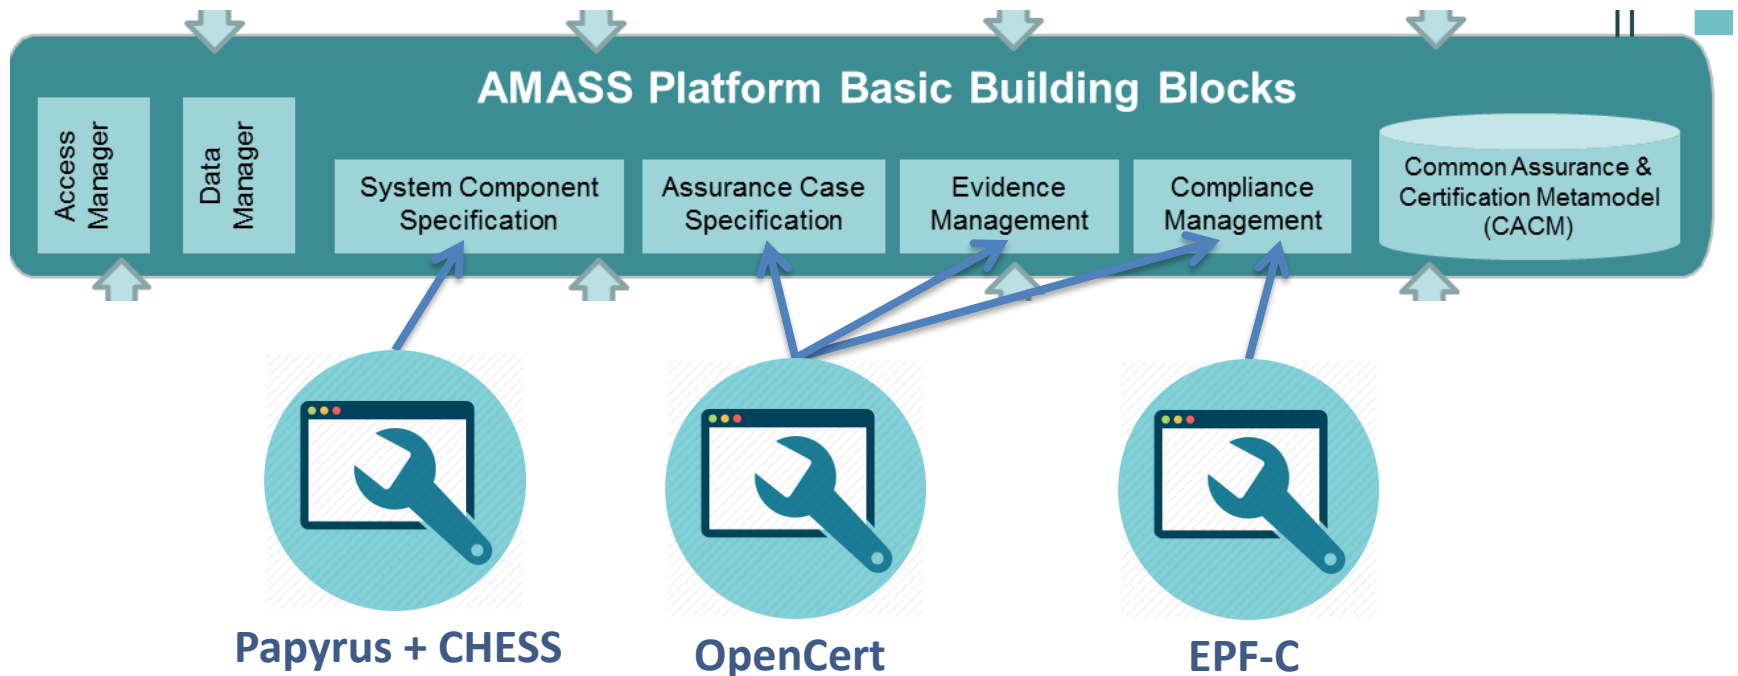 AMASS Platform Basic Building Blocks
Access
Manager
Data
Manager
System Component
Specification
Assurance Case
Specification
Evidence
Management
Compliance
Management
Common Assurance &
Certification Metamodel
(CACM)
Papyrus + CHESS
OpenCert
EPF-C